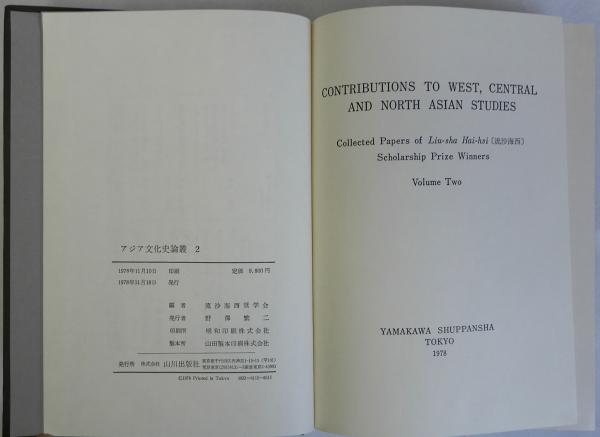 アジア文化史論叢 2
1978年11月10日 印刷 定価 9,800円
1978年11月18日 発行
編者 流沙海西奨学会
発行者 野澤繁二
印刷所 明和印刷株式会社
製本所 山田製本印刷株式会社
発行所 株式会社 山川出版社
©1978 Printed in Tokyo
CONTRIBUTIONS TO WEST, CENTRAL
AND NORTH ASIAN STUDIES
Collected Papers of Liu-sha Hai-hsi〔流沙海西〕
Scholarship Prize Winners
Volume Two
YAMAKAWA SHUPPANSHA
TOKYO
1978